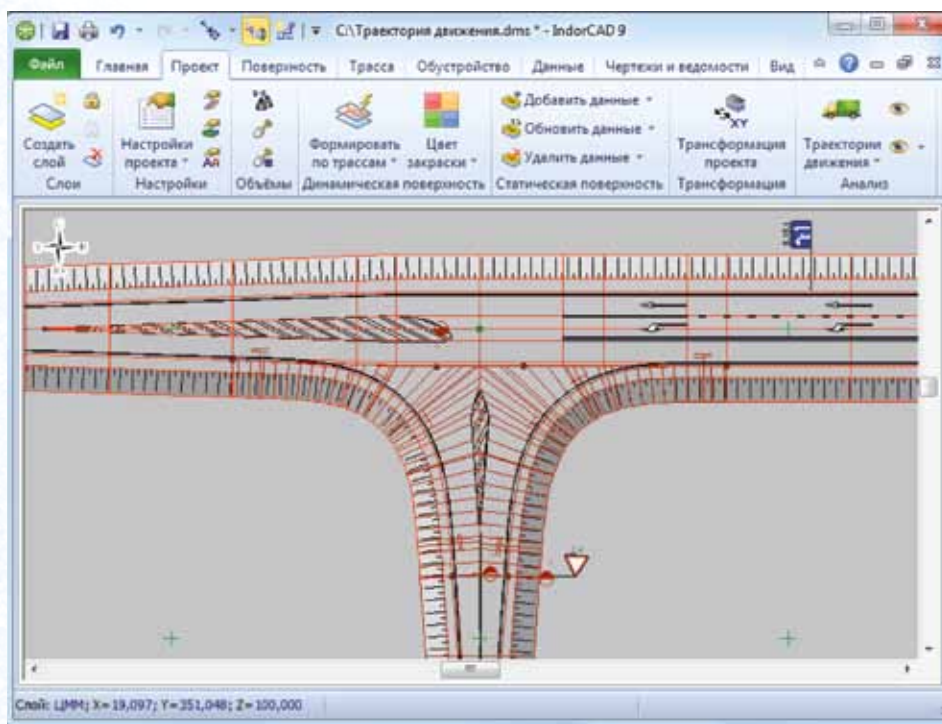 C:\Траектория движения.dms * - IndorCAD 9
Файл Главная Проект Поверхность Трасса Обустройство Данные Чертежи и ведомости Вид
Создать слой
Слои
Настройки проекта
Настройки
Объёмы
Формировать по трассам
Цвет закраски
Динамическая поверхность
Добавить данные
Обновить данные
Удалить данные
Статическая поверхность
XY
Трансформация проекта
Трансформация
Траектории движения
Анализ
Слой: ЦММ; X=19,097; Y=351,048; Z=100,000